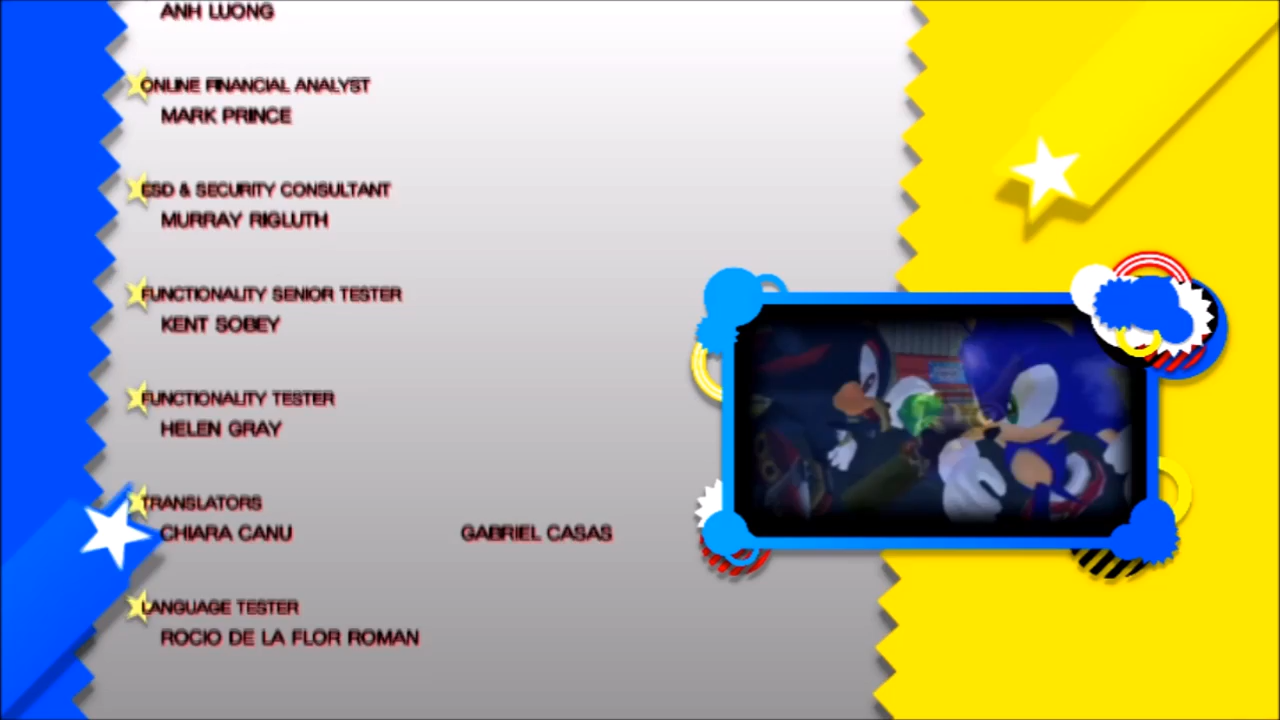 ANH LUONG
ONLINE FINANCIAL ANALYST
MARK PRINCE
ESD & SECURITY CONSULTANT
MURRAY RIGLUTH
FUNCTIONALITY SENIOR TESTER
KENT SOBEY
FUNCTIONALITY TESTER
HELEN GRAY
TRANSLATORS
CHIARA CANU GABRIEL CASAS
LANGUAGE TESTER
ROCIO DE LA FLOR ROMAN